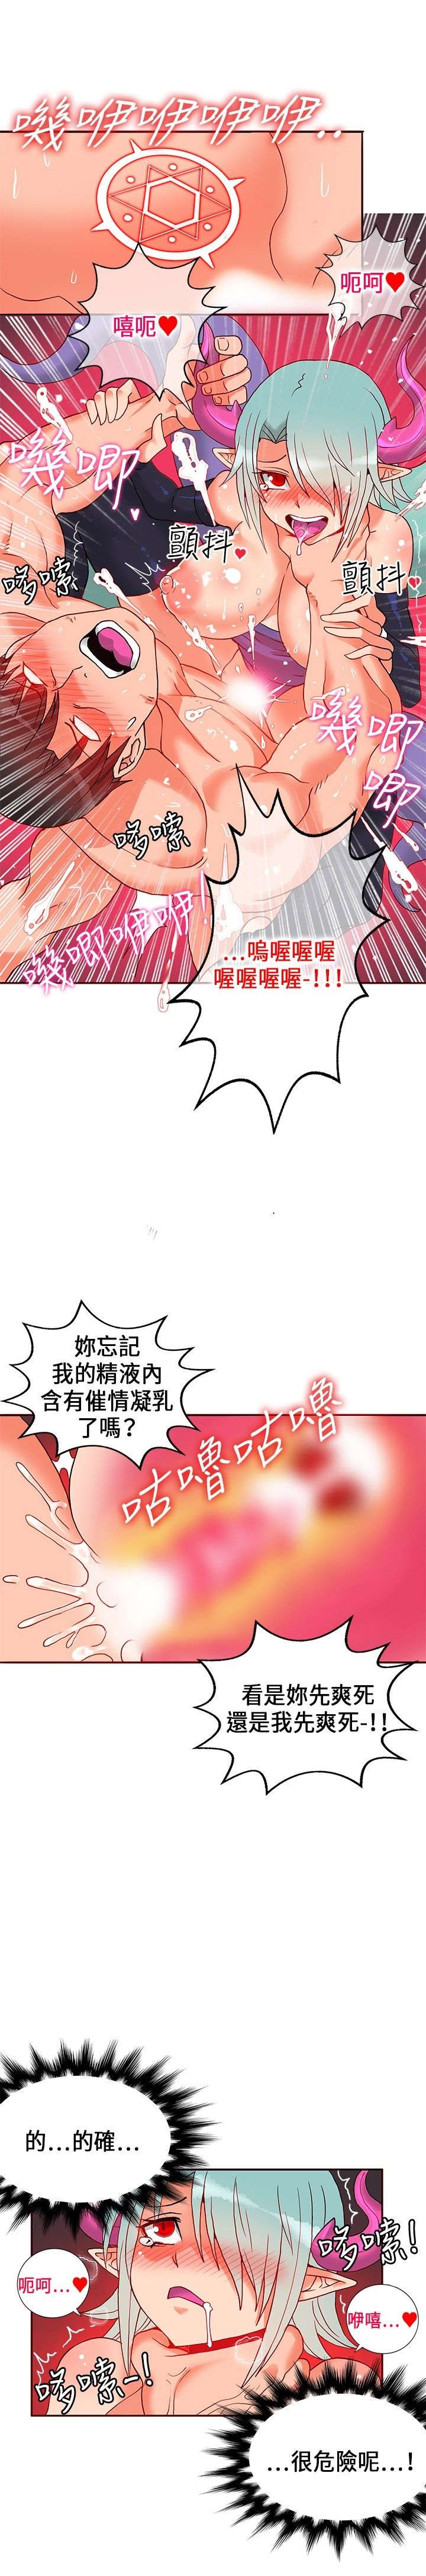 嘰咿咿咿咿..
呃呵♥
嘻呃♥
嘰唧
顫抖♥
哆嗦
顫抖♥
嘰唧
唧
哆嗦
嘰唧咿咿!
...嗚喔喔喔
喔喔喔喔-!!!
妳忘記
我的精液內
含有催情凝乳
了嗎?
咕嚕咕嚕
看是妳先爽死
還是我先爽死-!!
的...的確...
哆嗦!
呃呵...♥
咿嘻...♥
哆嗦-!
...很危險呢...!